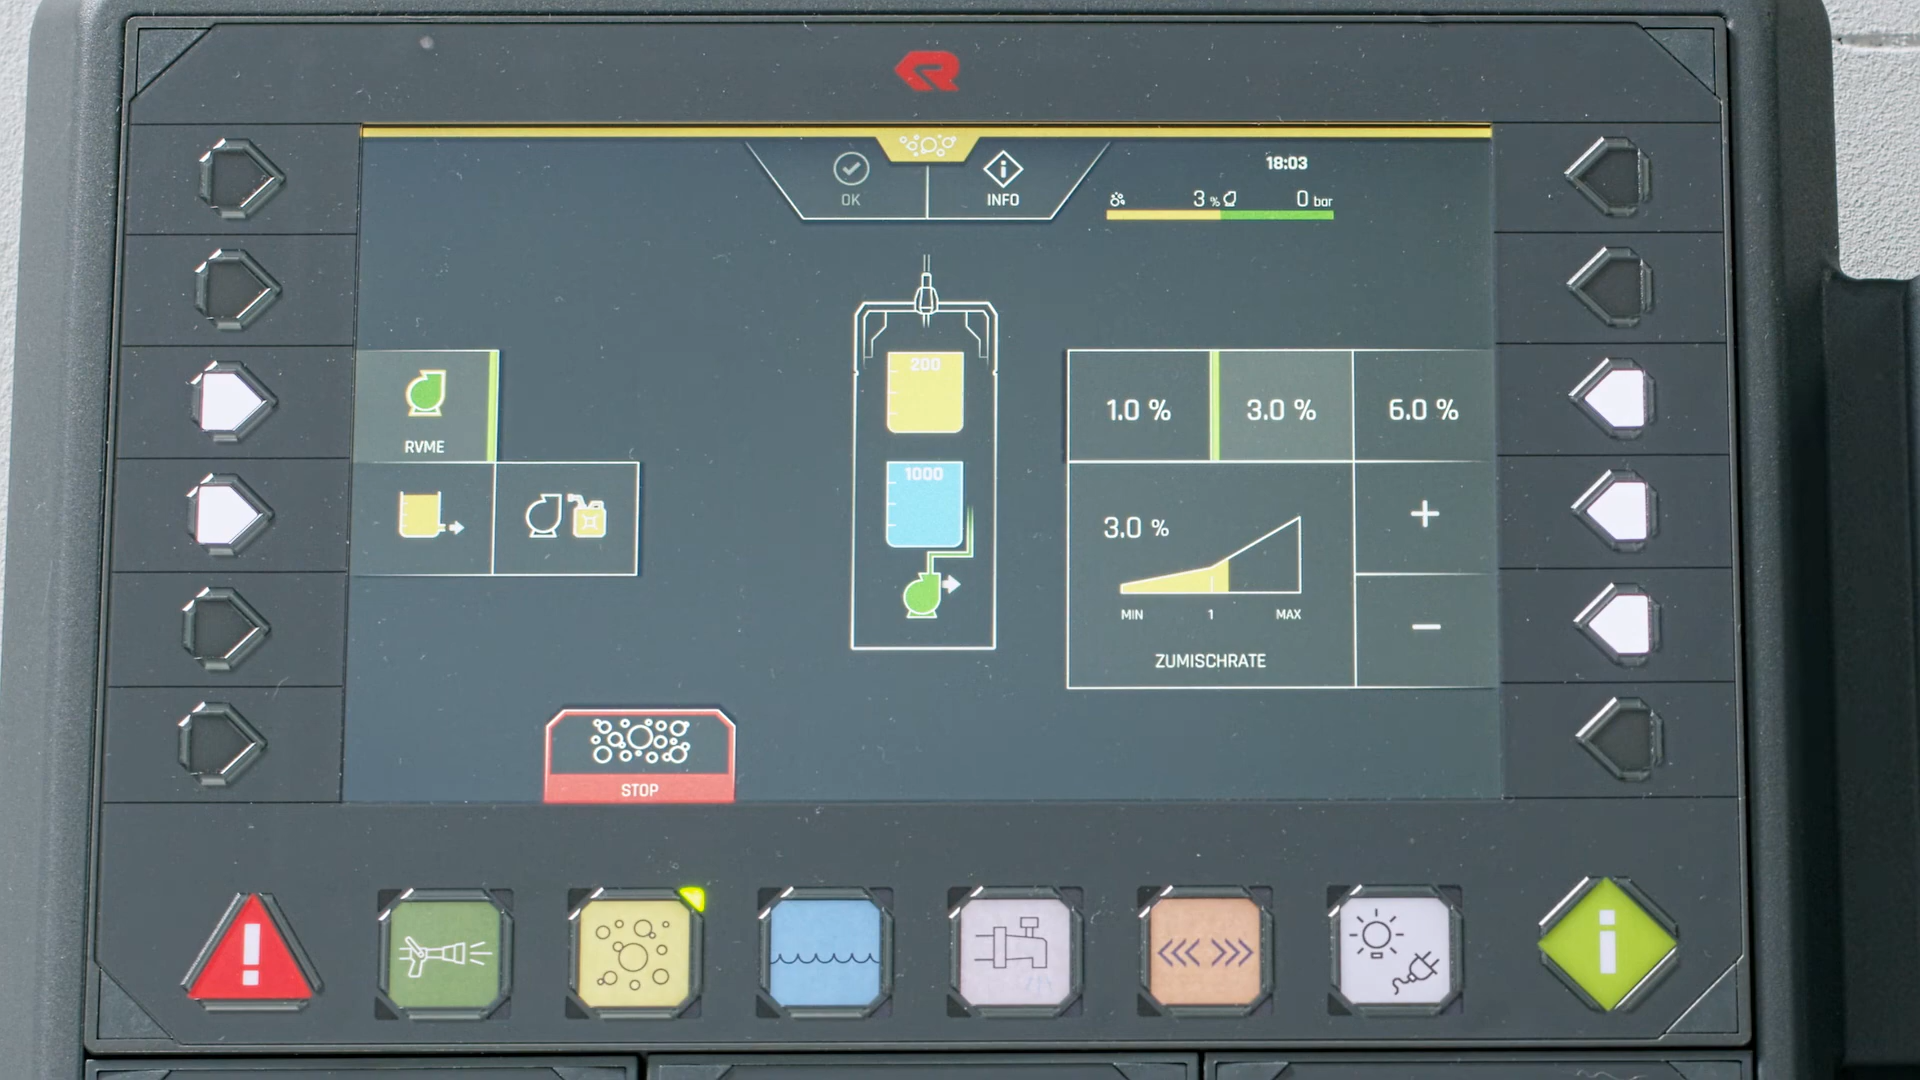 18:03
OK
INFO
3 %
0 bar
200
1.0 %
3.0 %
6.0 %
RVME
1000
3.0 %
+
MIN
1
MAX
−
ZUMISCHRATE
STOP
!
i